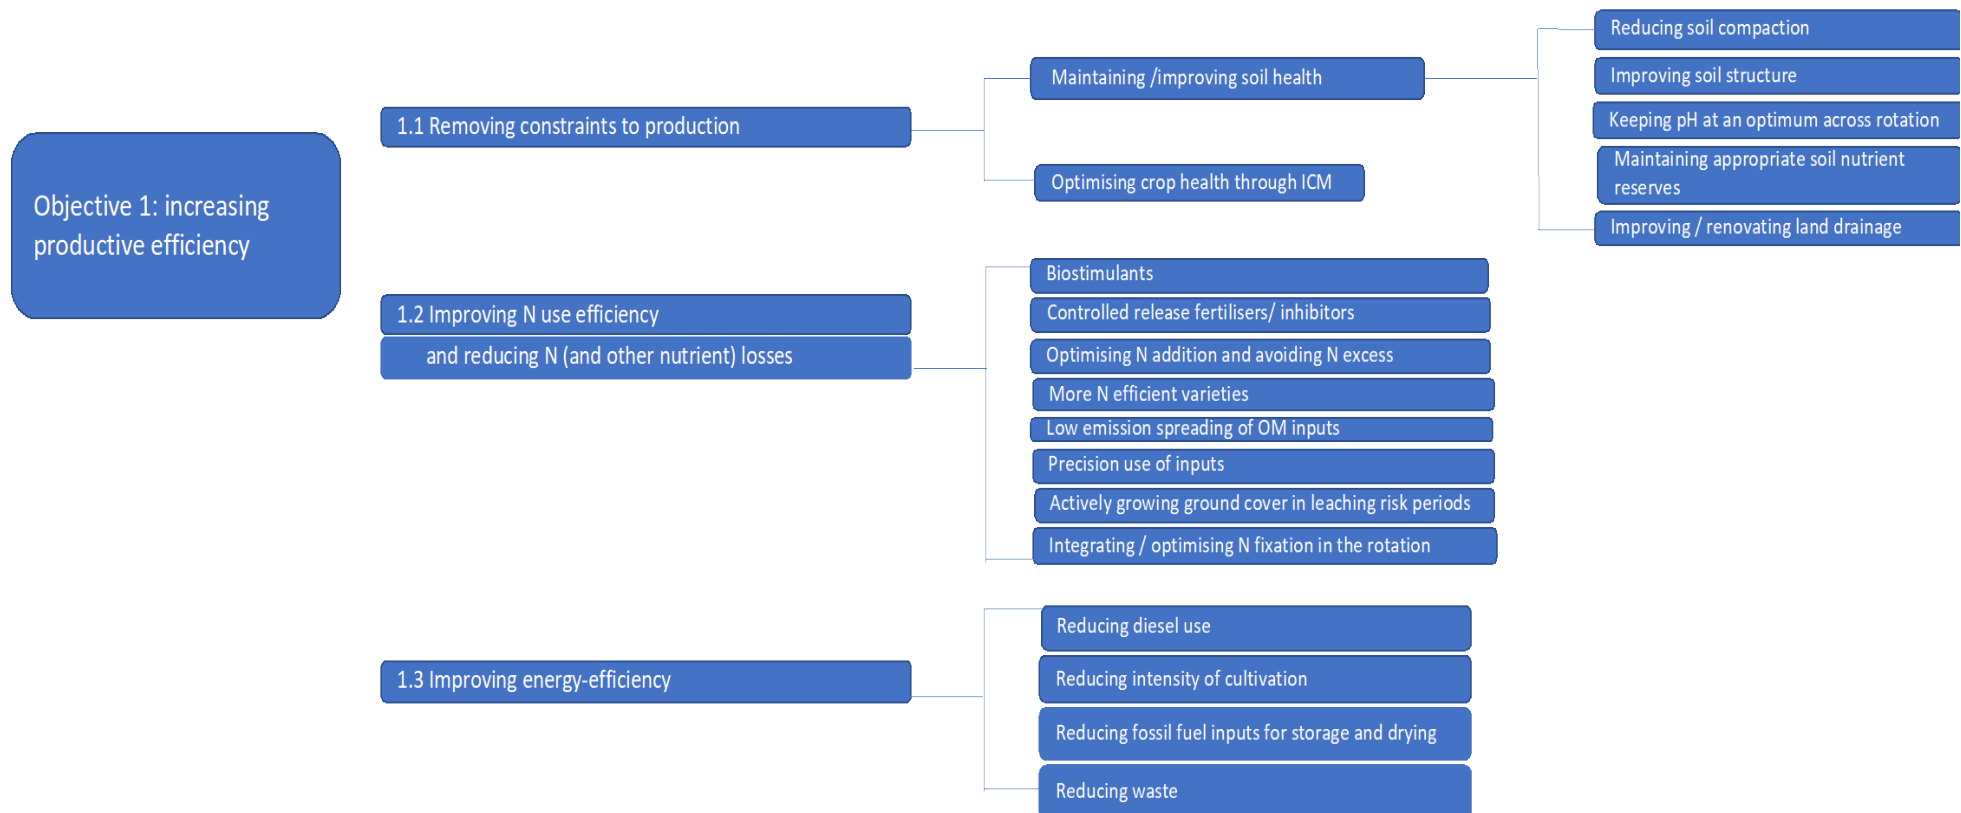 Objective 1: increasing
productive efficiency
1.1 Removing constraints to production
Maintaining /improving soil health
Reducing soil compaction
Improving soil structure
Keeping pH at an optimum across rotation
Maintaining appropriate soil nutrient
reserves
Improving / renovating land drainage
Optimising crop health through ICM
1.2 Improving N use efficiency
and reducing N (and other nutrient) losses
Biostimulants
Controlled release fertilisers/ inhibitors
Optimising N addition and avoiding N excess
More N efficient varieties
Low emission spreading of OM inputs
Precision use of inputs
Actively growing ground cover in leaching risk periods
Integrating / optimising N fixation in the rotation
1.3 Improving energy-efficiency
Reducing diesel use
Reducing intensity of cultivation
Reducing fossil fuel inputs for storage and drying
Reducing waste